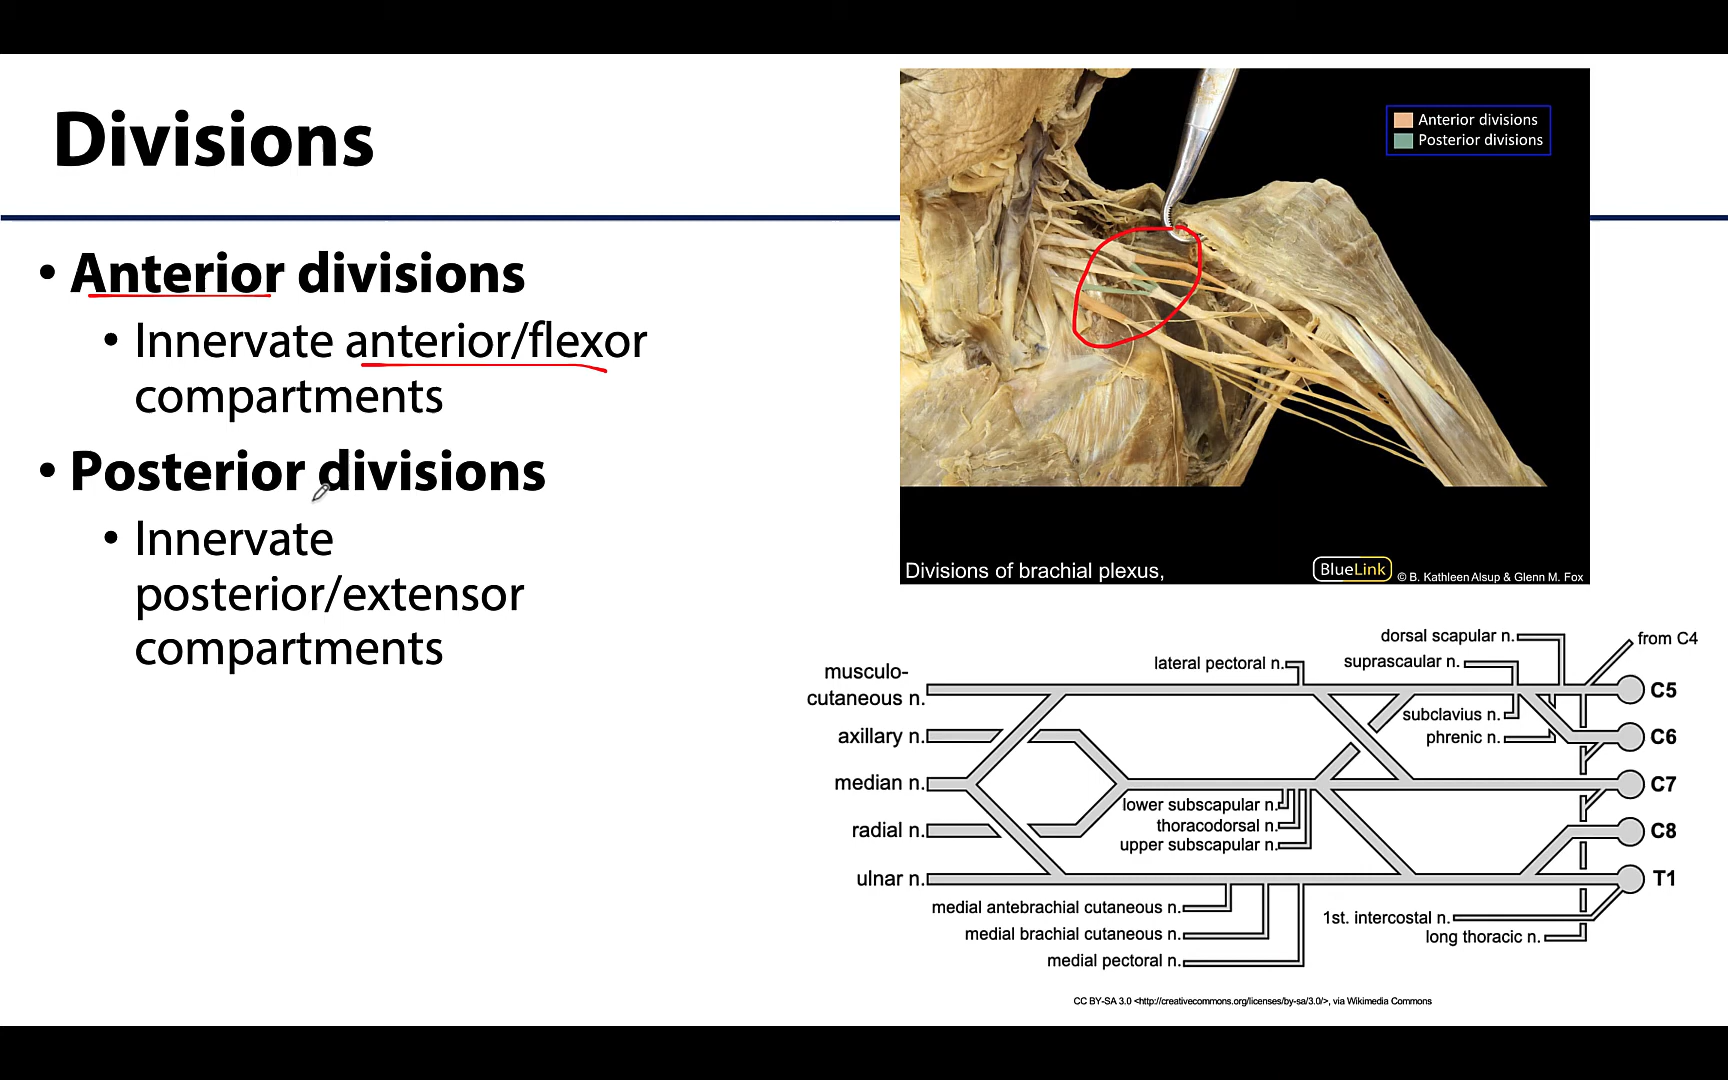 Divisions
• Anterior divisions
• Innervate anterior/flexor
compartments
• Posterior divisions
• Innervate
posterior/extensor
compartments
Anterior divisions
Posterior divisions
Divisions of brachial plexus,
BlueLink
© B. Kathleen Alsup & Glenn M. Fox
dorsal scapular n.
from C4
lateral pectoral n.
suprascaular n.
musculo-
cutaneous n.
C5
subclavius n.
axillary n.
phrenic n.
C6
median n.
C7
lower subscapular n.
thoracodorsal n.
upper subscapular n.
radial n.
C8
ulnar n.
T1
medial antebrachial cutaneous n.
1st. intercostal n.
medial brachial cutaneous n.
long thoracic n.
medial pectoral n.
CC BY-SA 3.0 <http://creativecommons.org/licenses/by-sa/3.0/>, via Wikimedia Commons